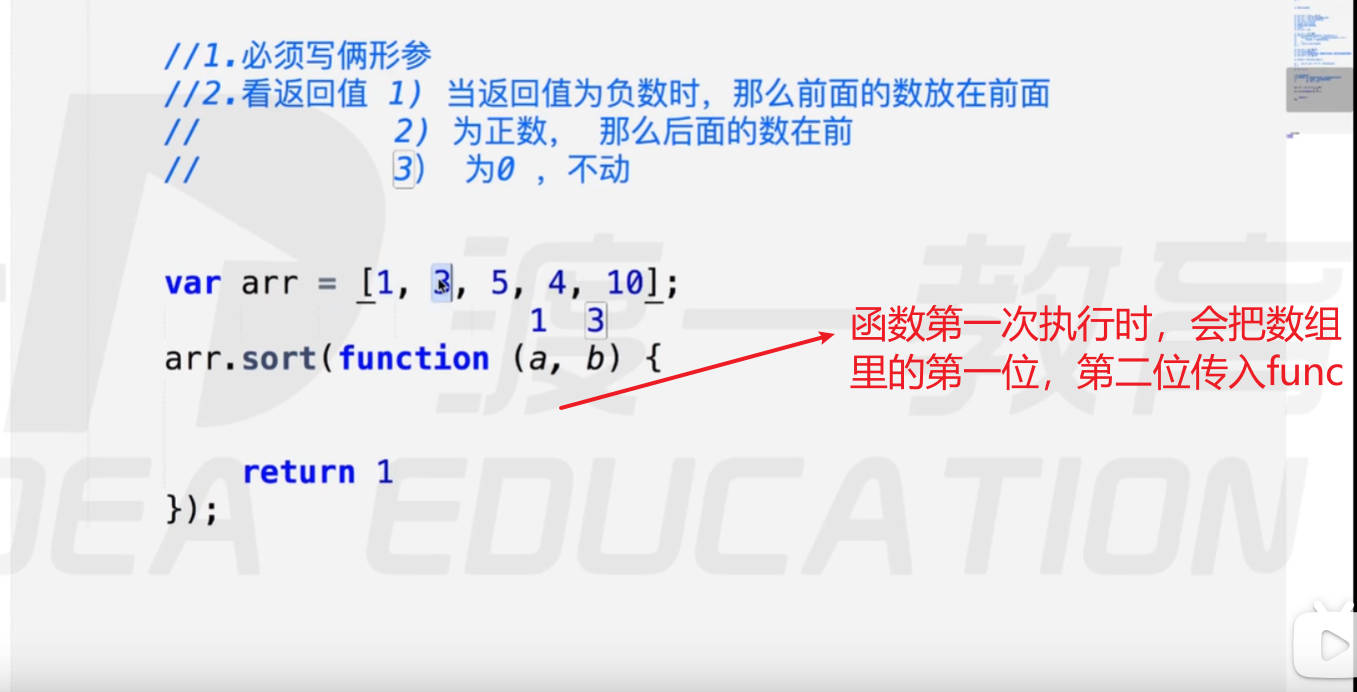 //1.必须写俩形参
//2.看返回值 1) 当返回值为负数时，那么前面的数放在前面
// 2) 为正数， 那么后面的数在前
// 3) 为0 ，不动
var arr = [1, 3, 5, 4, 10];
1 3
arr.sort(function (a, b) {
函数第一次执行时，会把数组
里的第一位，第二位传入func
return 1
});
渡一教育
DEA EDUCATION